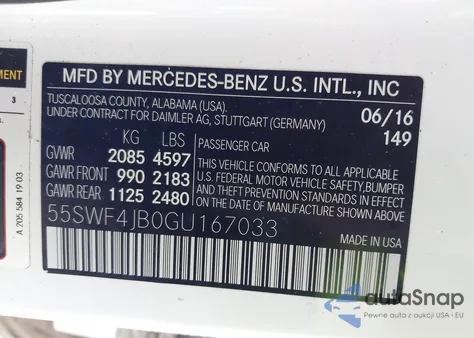 MENT
3
A 205 584 19 03
MFD BY MERCEDES-BENZ U.S. INTL., INC
TUSCALOOSA COUNTY, ALABAMA (USA).
UNDER CONTRACT FOR DAIMLER AG, STUTTGART (GERMANY)
06/16
149
KG LBS
GVWR 2085 4597
GAWR FRONT 990 2183
GAWR REAR 1125 2480
PASSENGER CAR
THIS VEHICLE CONFORMS TO ALL APPLICABLE
U.S. FEDERAL MOTOR VEHICLE SAFETY,BUMPER
AND THEFT PREVENTION STANDARDS IN EFFECT
ON THE DATE OF MANUFACTURE SHOWN ABOVE.
55SWF4JB0GU167033
MADE IN USA
autoSnap
Pewne auta z aukcji USA i EU